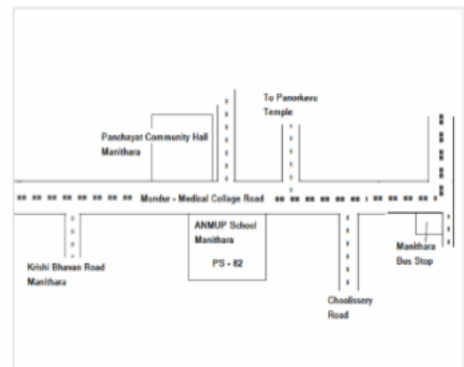 To Panorkavu
Temple
Panchayat Community Hall
Manithara
Mundur - Medical Collage Road
ANMUP School
Manithara
PS - 82
Krishi Bhavan Road
Manithara
Choolissery
Road
Manithara
Bus Stop